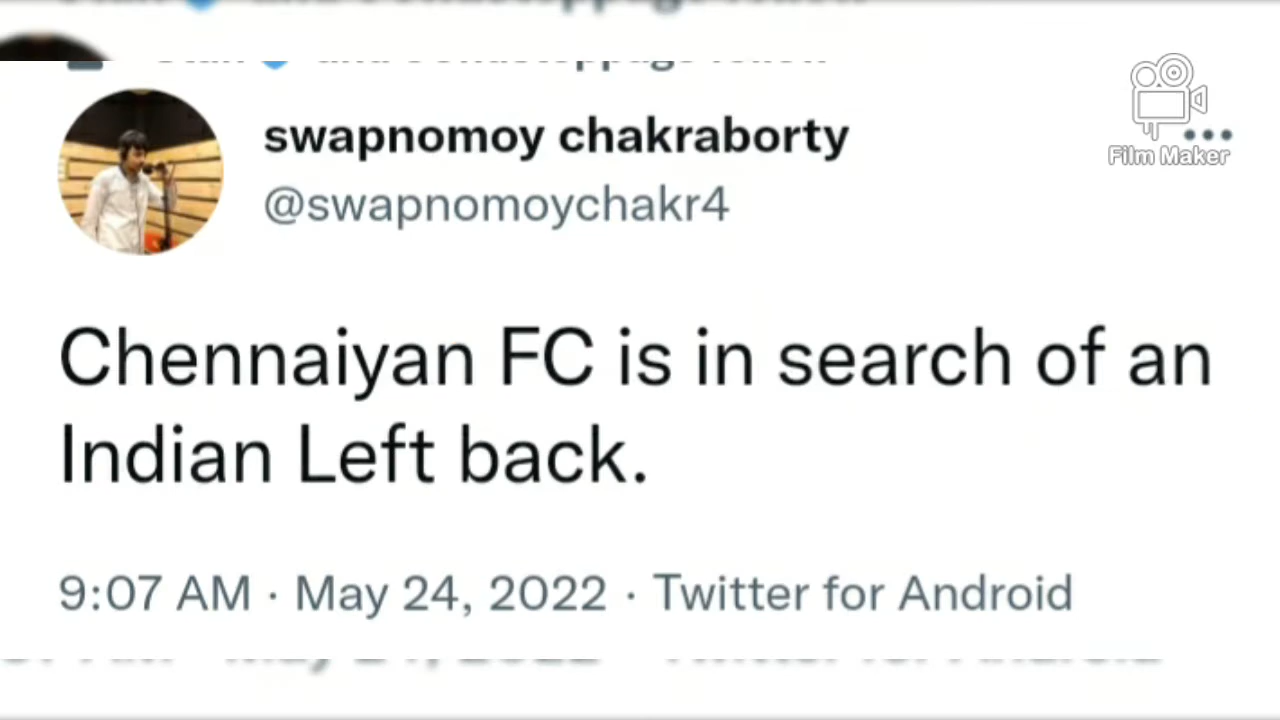 swapnomoy chakraborty
@swapnomoychakr4
Film Maker
Chennaiyan FC is in search of an
Indian Left back.
9:07 AM · May 24, 2022 · Twitter for Android